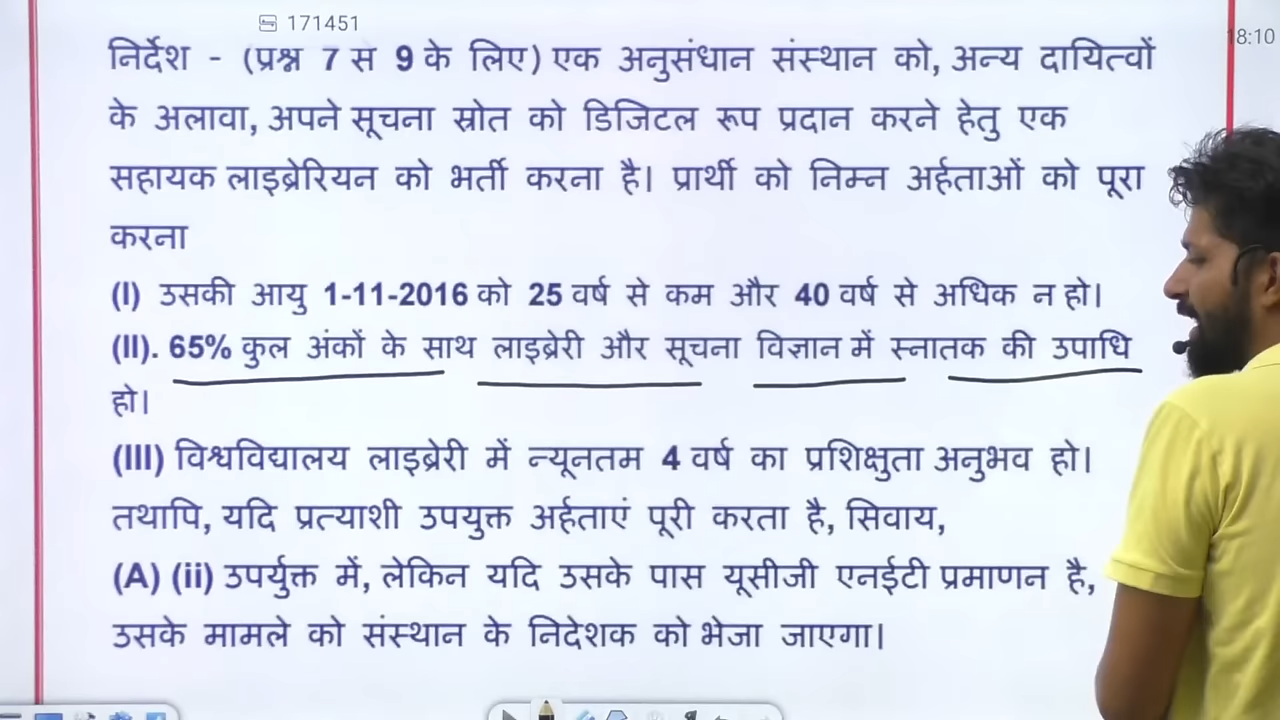 171451
18:10
निर्देश - (प्रश्न 7 से 9 के लिए) एक अनुसंधान संस्थान को, अन्य दायित्वों
के अलावा, अपने सूचना स्रोत को डिजिटल रूप प्रदान करने हेतु एक
सहायक लाइब्रेरियन को भर्ती करना है। प्रार्थी को निम्न अर्हताओं को पूरा
करना
(I) उसकी आयु 1-11-2016 को 25 वर्ष से कम और 40 वर्ष से अधिक न हो।
(II). 65% कुल अंकों के साथ लाइब्रेरी और सूचना विज्ञान में स्नातक की उपाधि
हो।
(III) विश्वविद्यालय लाइब्रेरी में न्यूनतम 4 वर्ष का प्रशिक्षुता अनुभव हो।
तथापि, यदि प्रत्याशी उपयुक्त अर्हताएं पूरी करता है, सिवाय,
(A) (ii) उपर्युक्त में, लेकिन यदि उसके पास यूसीजी एनईटी प्रमाणन है,
उसके मामले को संस्थान के निदेशक को भेजा जाएगा।